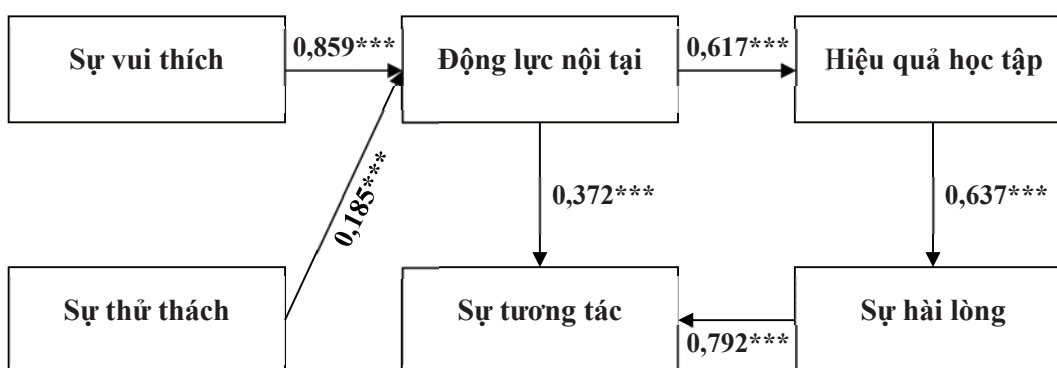 Sự vui thích
0,859***
Động lực nội tại
0,617***
Hiệu quả học tập
0,185***
0,372***
0,637***
Sự thử thách
Sự tương tác
0,792***
Sự hài lòng